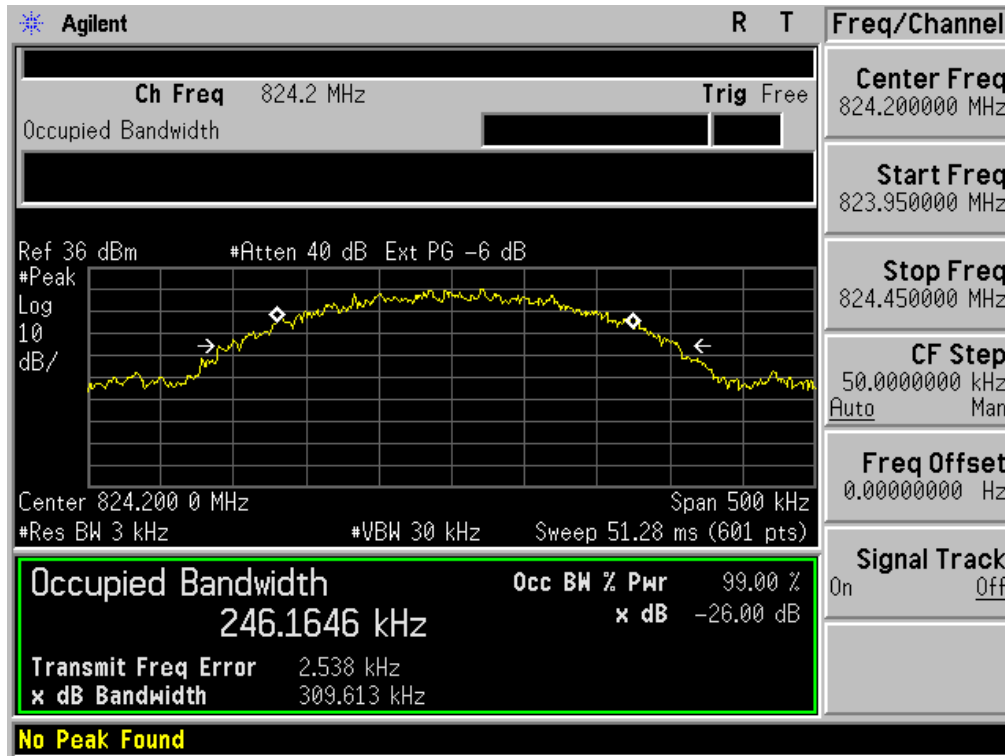 Agilent R T
Freq/Channel
Ch Freq 824.2 MHz Trig Free
Occupied Bandwidth
Center Freq
824.200000 MHz
Start Freq
823.950000 MHz
Stop Freq
824.450000 MHz
CF Step
50.0000000 kHz
Auto Man
Freq Offset
0.00000000 Hz
Signal Track
On Off
Ref 36 dBm #Atten 40 dB Ext PG -6 dB
#Peak
Log
10
dB/
Center 824.200 0 MHz Span 500 kHz
#Res BW 3 kHz #VBW 30 kHz Sweep 51.28 ms (601 pts)
Occupied Bandwidth Occ BW % Pwr 99.00 %
246.1646 kHz x dB -26.00 dB
Transmit Freq Error 2.538 kHz
x dB Bandwidth 309.613 kHz
No Peak Found